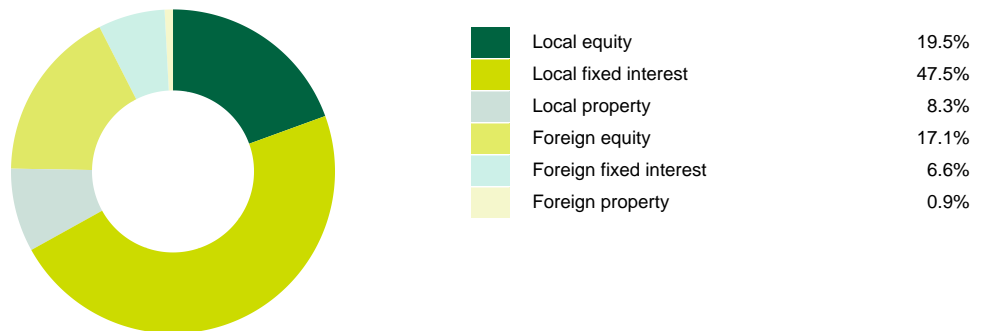 Local equity 19.5%
Local fixed interest 47.5%
Local property 8.3%
Foreign equity 17.1%
Foreign fixed interest 6.6%
Foreign property 0.9%